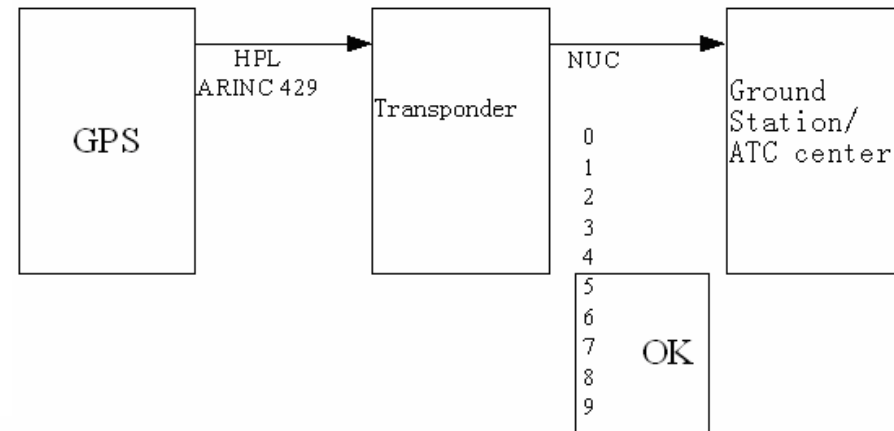 GPS
HPL
ARINC 429
Transponder
NUC
0
1
2
3
4
5
6
7
8
9
OK
Ground
Station/
ATC center